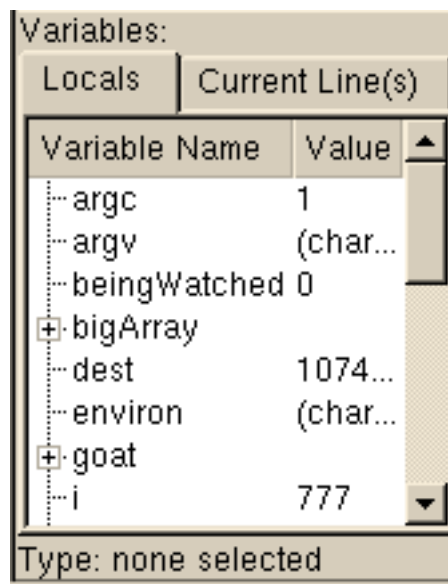 Variables:
Locals Current Line(s)
Variable Name Value
argc 1
argv (char...
beingWatched 0
bigArray
dest 1074...
environ (char...
goat
i 777
Type: none selected